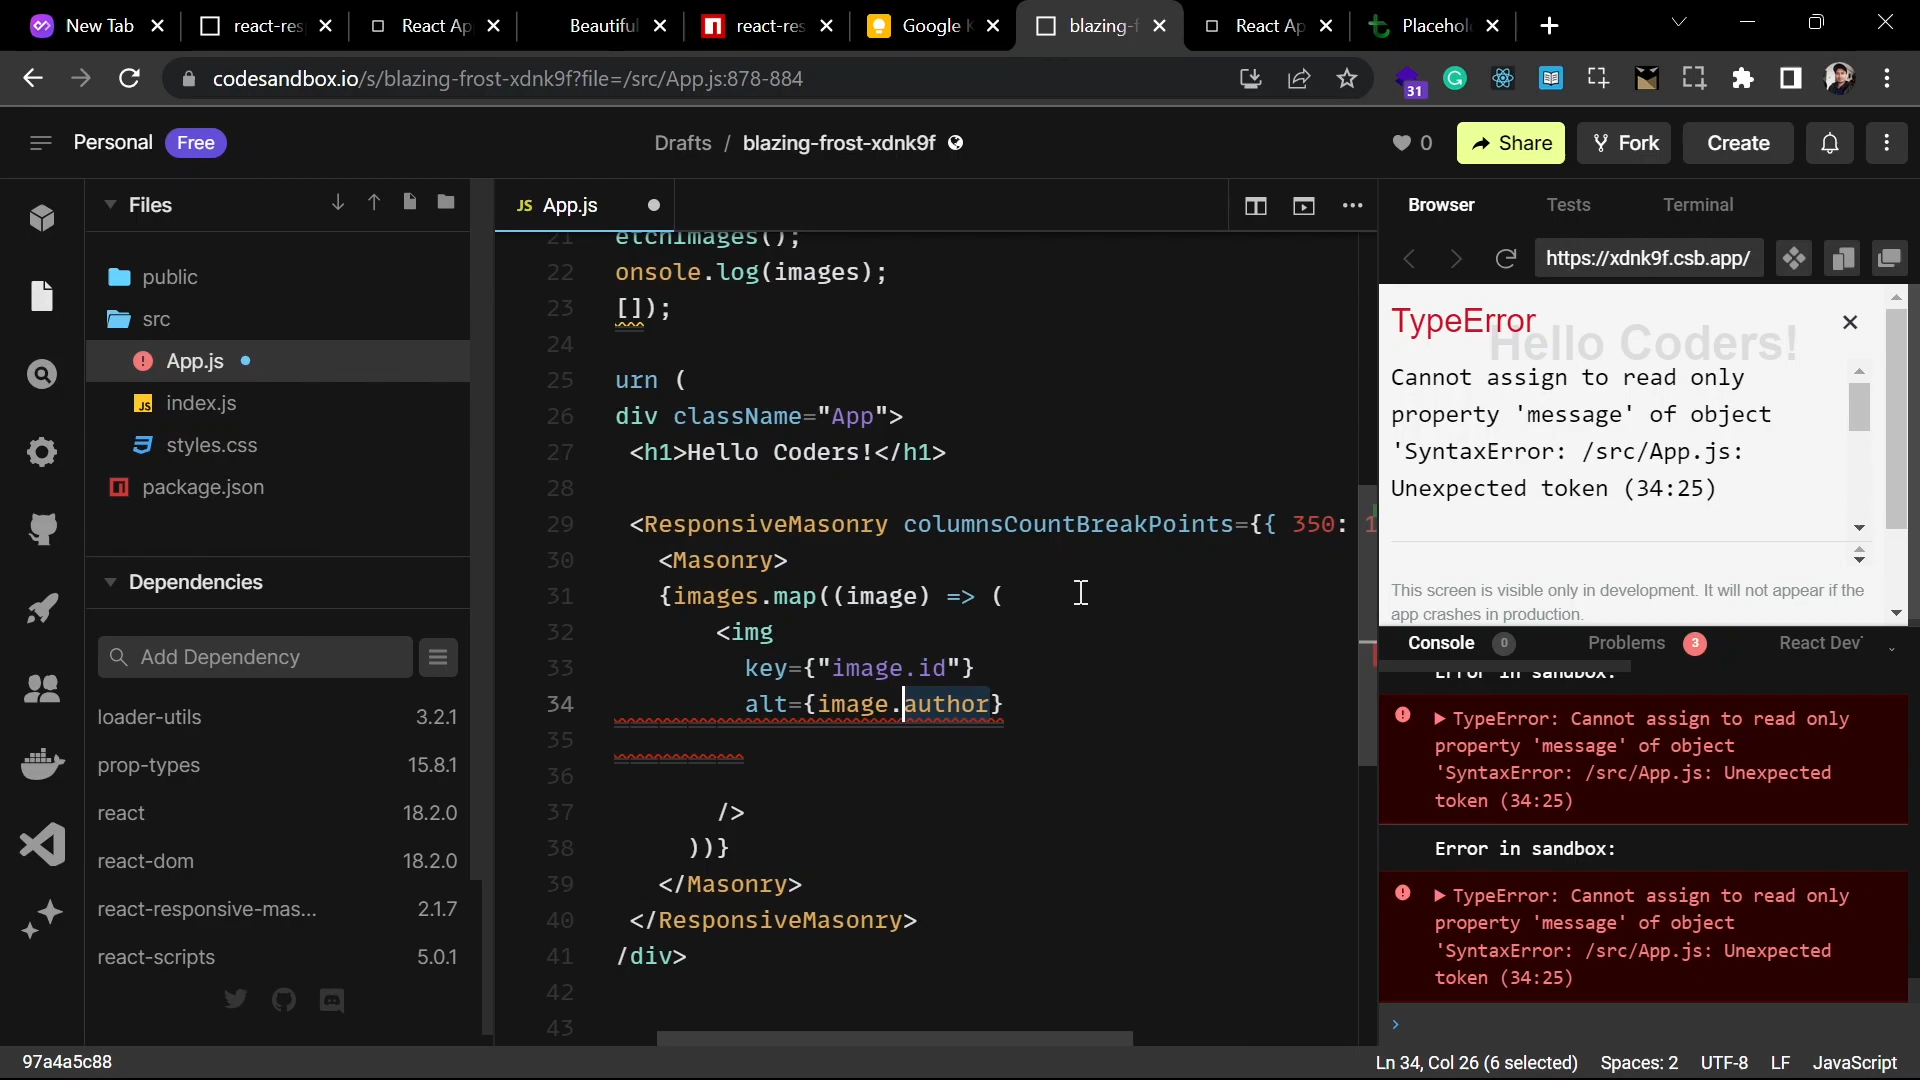 New Tab
react-res
React Ap
Beautiful
react-res
Google K
blazing-f
React Ap
Placehol
codesandbox.io/s/blazing-frost-xdnk9f?file=/src/App.js:878-884
31
Personal Free
Drafts / blazing-frost-xdnk9f
0
Share
Fork
Create
Files
public
src
App.js
JS index.js
styles.css
package.json
Dependencies
Add Dependency
loader-utils 3.2.1
prop-types 15.8.1
react 18.2.0
react-dom 18.2.0
react-responsive-mas... 2.1.7
react-scripts 5.0.1
97a4a5c88
JS App.js
21 etchImages();
22 onsole.log(images);
23 []);
24
25 urn (
26 div className="App">
27 <h1>Hello Coders!</h1>
28
29 <ResponsiveMasonry columnsCountBreakPoints={{ 350: 1
30 <Masonry>
31 {images.map((image) => (
32 <img
33 key={"image.id"}
34 alt={image.author}
35
36
37 />
38 ))}
39 </Masonry>
40 </ResponsiveMasonry>
41 /div>
42
43
Browser Tests Terminal
https://xdnk9f.csb.app/
TypeError
Hello Coders!
Cannot assign to read only
property 'message' of object
'SyntaxError: /src/App.js:
Unexpected token (34:25)
This screen is visible only in development. It will not appear if the
app crashes in production.
Console 0 Problems 3 React Dev
Error in sandbox:
TypeError: Cannot assign to read only
property 'message' of object
'SyntaxError: /src/App.js: Unexpected
token (34:25)
Error in sandbox:
TypeError: Cannot assign to read only
property 'message' of object
'SyntaxError: /src/App.js: Unexpected
token (34:25)
Ln 34, Col 26 (6 selected) Spaces: 2 UTF-8 LF JavaScript